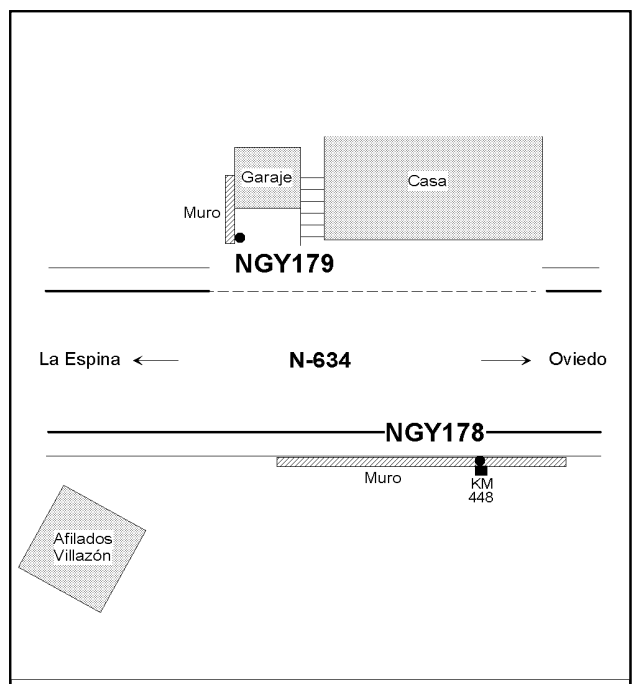 Garaje
Casa
Muro
NGY179
La Espina
N-634
Oviedo
NGY178
Muro
KM
448
Afilados
Villazón